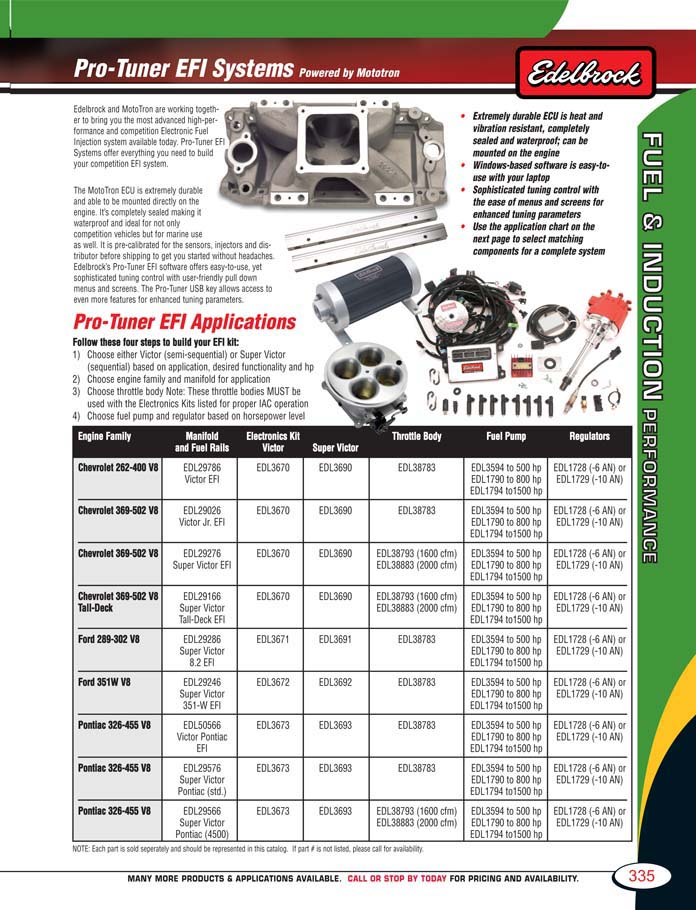 Pro-Tuner EFI Systems Powered by Mototron
Edelbrock
Edelbrock and MotoTron are working togeth-
er to bring you the most advanced high-per-
formance and competition Electronic Fuel
Injection system available today. Pro-Tuner EFI
Systems offer everything you need to build
your competition EFI system.
The MotoTron ECU is extremely durable
and able to be mounted directly on the
engine. It's completely sealed making it
waterproof and ideal for not only
competition vehicles but for marine use
as well. It is pre-calibrated for the sensors, injectors and dis-
tributor before shipping to get you started without headaches.
Edelbrock's Pro-Tuner EFI software offers easy-to-use, yet
sophisticated tuning control with user-friendly pull down
menus and screens. The Pro-Tuner USB key allows access to
even more features for enhanced tuning parameters.
• Extremely durable ECU is heat and
vibration resistant, completely
sealed and waterproof; can be
mounted on the engine
• Windows-based software is easy-to-
use with your laptop
• Sophisticated tuning control with
the ease of menus and screens for
enhanced tuning parameters
• Use the application chart on the
next page to select matching
components for a complete system
Edelbrock
Edelbrock
Edelbrock
FUEL & INDUCTION PERFORMANCE
Pro-Tuner EFI Applications
Follow these four steps to build your EFI kit:
1) Choose either Victor (semi-sequential) or Super Victor
(sequential) based on application, desired functionality and hp
2) Choose engine family and manifold for application
3) Choose throttle body Note: These throttle bodies MUST be
used with the Electronics Kits listed for proper IAC operation
4) Choose fuel pump and regulator based on horsepower level
Engine Family Manifold Electronics Kit Throttle Body Fuel Pump Regulators
and Fuel Rails Victor Super Victor
Chevrolet 262-400 V8 EDL29786 EDL3670 EDL3690 EDL38783 EDL3594 to 500 hp EDL1728 (-6 AN) or
Victor EFI EDL1790 to 800 hp EDL1729 (-10 AN)
EDL1794 to1500 hp
Chevrolet 369-502 V8 EDL29026 EDL3670 EDL3690 EDL38783 EDL3594 to 500 hp EDL1728 (-6 AN) or
Victor Jr. EFI EDL1790 to 800 hp EDL1729 (-10 AN)
EDL1794 to1500 hp
Chevrolet 369-502 V8 EDL29276 EDL3670 EDL3690 EDL38793 (1600 cfm) EDL3594 to 500 hp EDL1728 (-6 AN) or
Super Victor EFI EDL38883 (2000 cfm) EDL1790 to 800 hp EDL1729 (-10 AN)
EDL1794 to1500 hp
Chevrolet 369-502 V8 EDL29166 EDL3670 EDL3690 EDL38793 (1600 cfm) EDL3594 to 500 hp EDL1728 (-6 AN) or
Tall-Deck Super Victor EDL38883 (2000 cfm) EDL1790 to 800 hp EDL1729 (-10 AN)
Tall-Deck EFI EDL1794 to1500 hp
Ford 289-302 V8 EDL29286 EDL3671 EDL3691 EDL38783 EDL3594 to 500 hp EDL1728 (-6 AN) or
Super Victor EDL1790 to 800 hp EDL1729 (-10 AN)
8.2 EFI EDL1794 to1500 hp
Ford 351W V8 EDL29246 EDL3672 EDL3692 EDL38783 EDL3594 to 500 hp EDL1728 (-6 AN) or
Super Victor EDL1790 to 800 hp EDL1729 (-10 AN)
351-W EFI EDL1794 to1500 hp
Pontiac 326-455 V8 EDL50566 EDL3673 EDL3693 EDL38783 EDL3594 to 500 hp EDL1728 (-6 AN) or
Victor Pontiac EDL1790 to 800 hp EDL1729 (-10 AN)
EFI EDL1794 to1500 hp
Pontiac 326-455 V8 EDL29576 EDL3673 EDL3693 EDL38783 EDL3594 to 500 hp EDL1728 (-6 AN) or
Super Victor EDL1790 to 800 hp EDL1729 (-10 AN)
Pontiac (std.) EDL1794 to1500 hp
Pontiac 326-455 V8 EDL29566 EDL3673 EDL3693 EDL38793 (1600 cfm) EDL3594 to 500 hp EDL1728 (-6 AN) or
Super Victor EDL38883 (2000 cfm) EDL1790 to 800 hp EDL1729 (-10 AN)
Pontiac (4500) EDL1794 to1500 hp
NOTE: Each part is sold seperately and should be represented in this catalog. If part # is not listed, please call for availability.
MANY MORE PRODUCTS & APPLICATIONS AVAILABLE. CALL OR STOP BY TODAY FOR PRICING AND AVAILABILITY.
335